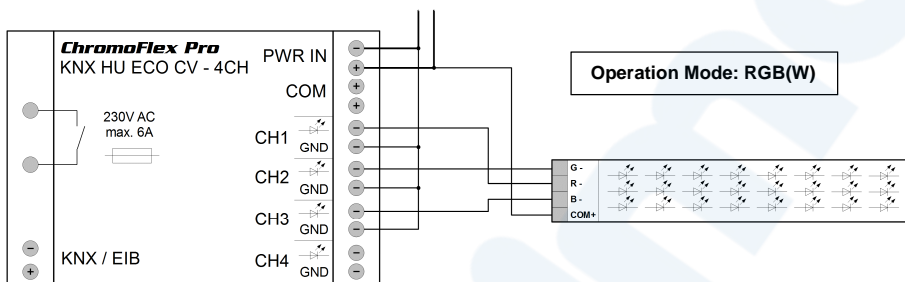 ChromoFlex Pro
KNX HU ECO CV - 4CH
PWR IN
COM
230V AC
max. 6A
CH1
GND
CH2
GND
CH3
GND
KNX / EIB
CH4
GND
Operation Mode: RGB(W)
G -
R -
B -
COM+